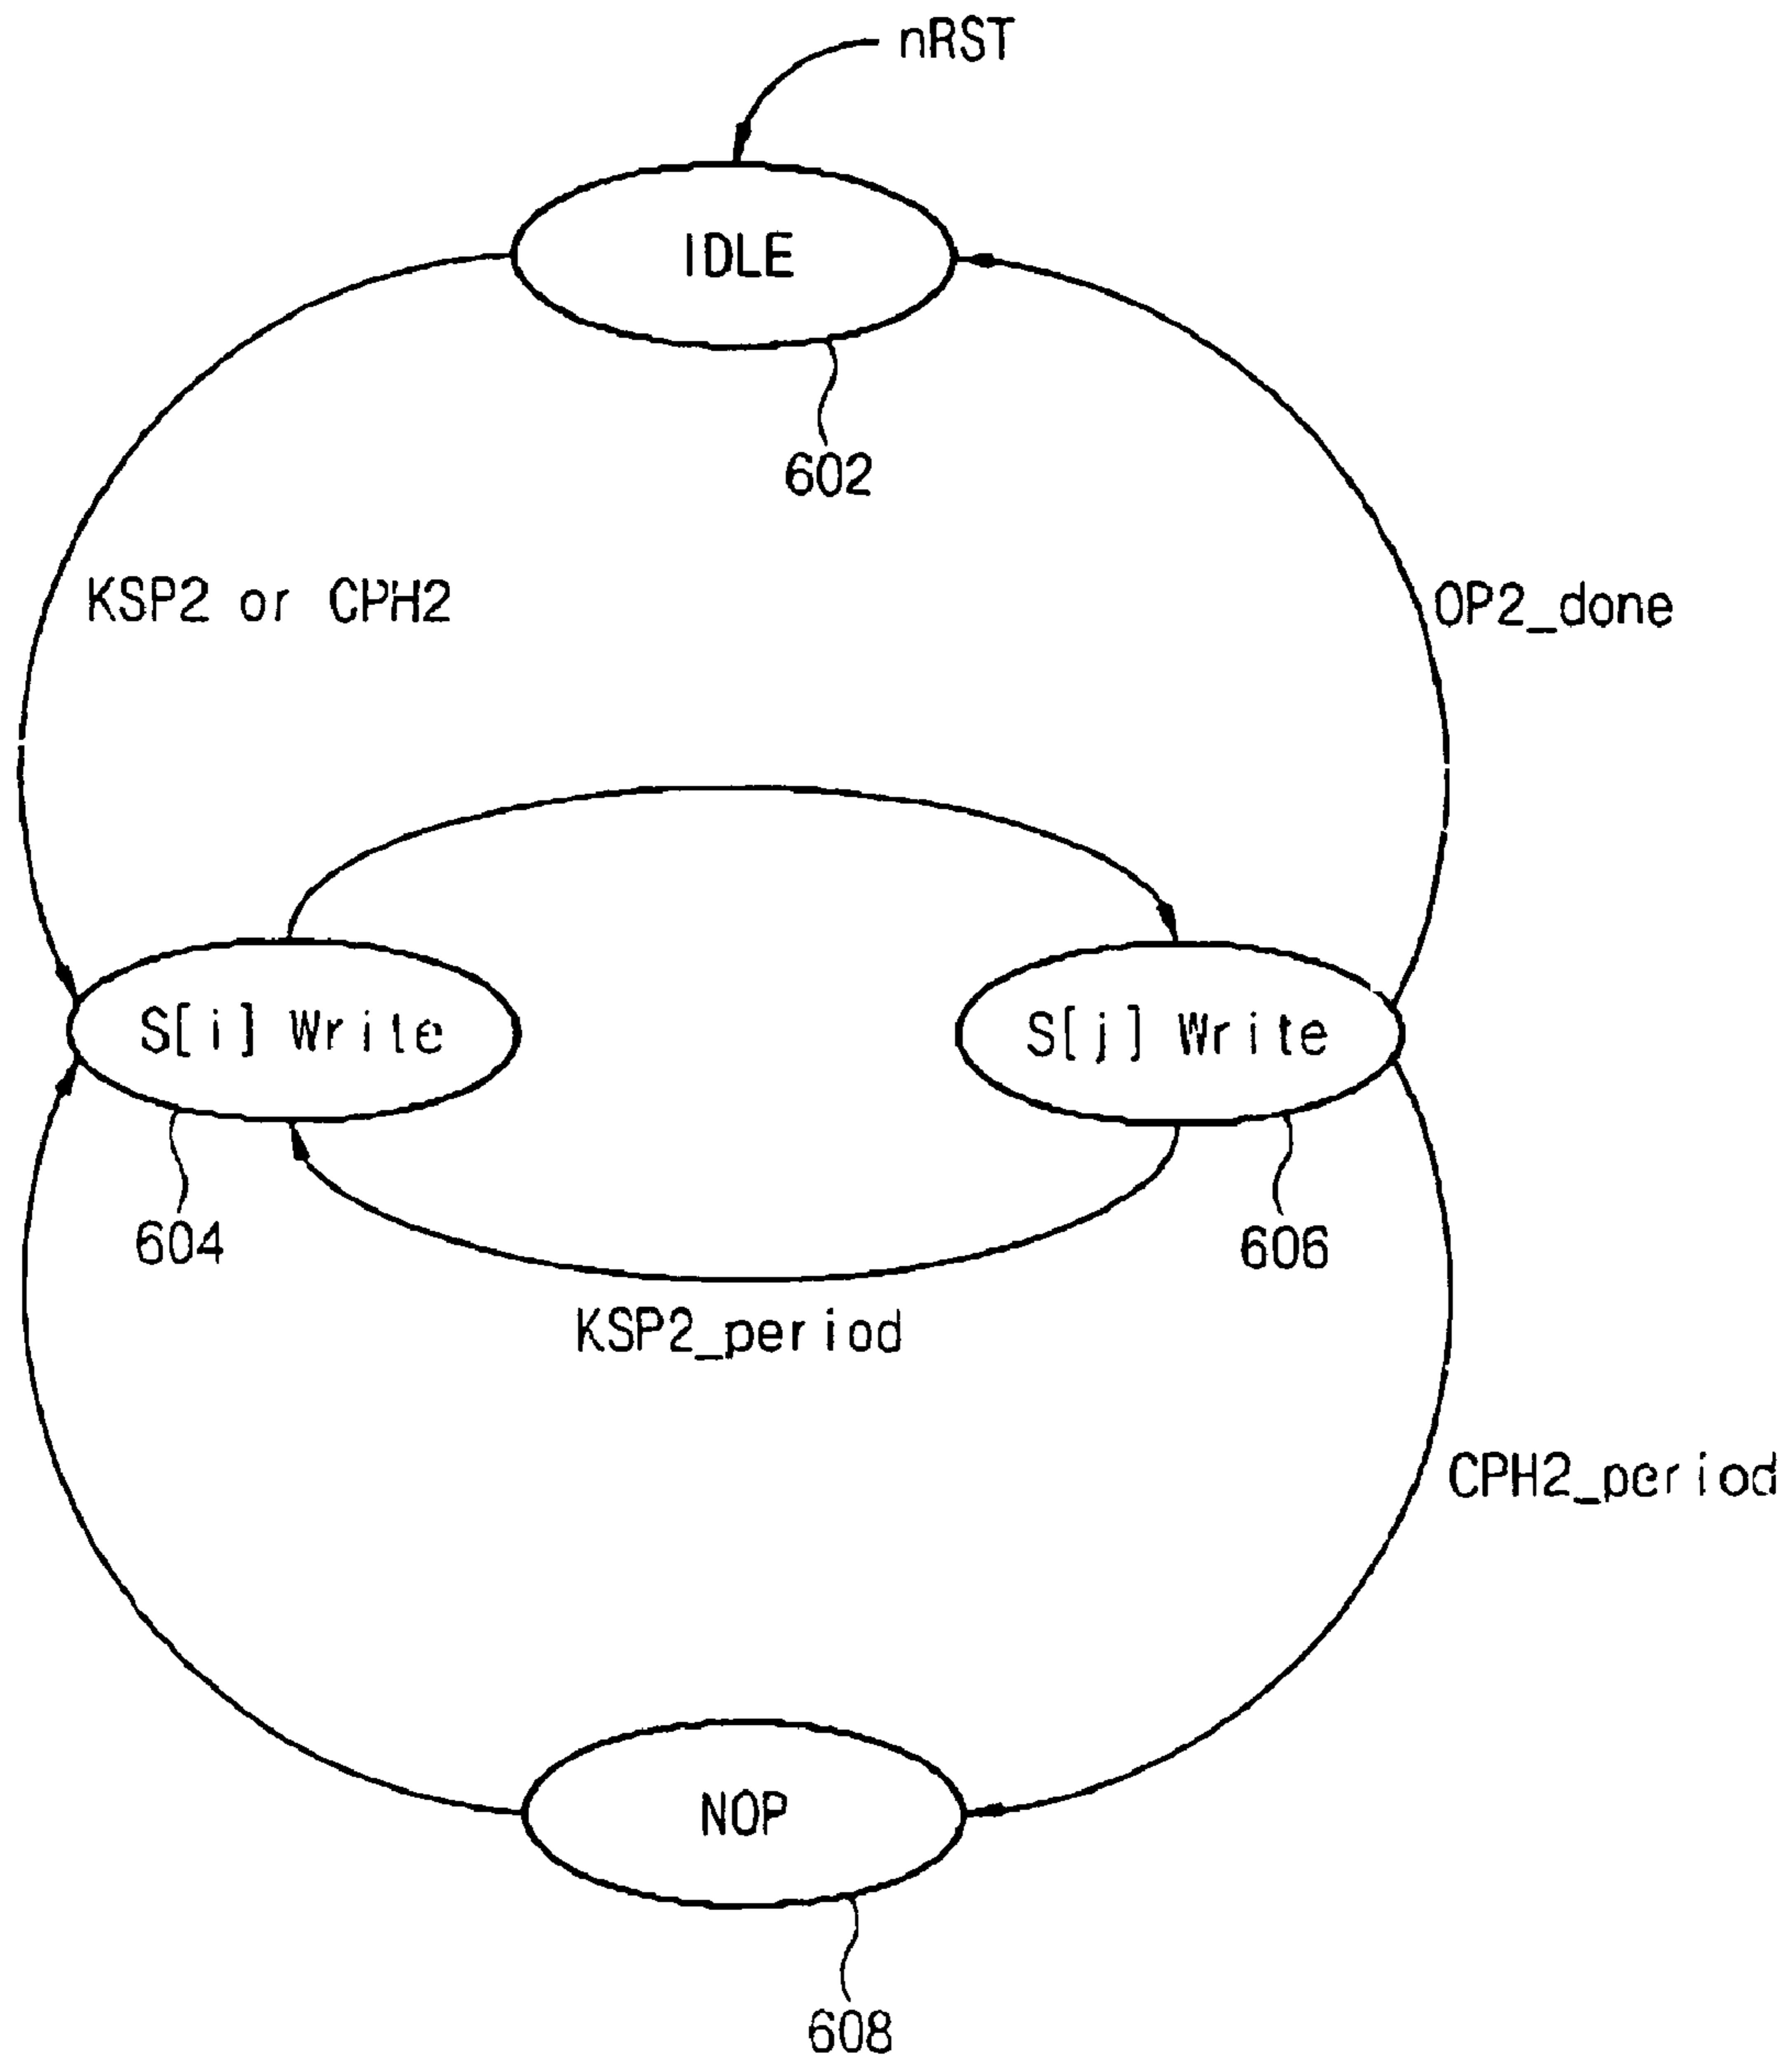 nRST
IDLE
602
KSP2 or CPH2
OP2_done
S[i] Write
S[j] Write
604
606
KSP2_period
CPH2_period
NOP
608